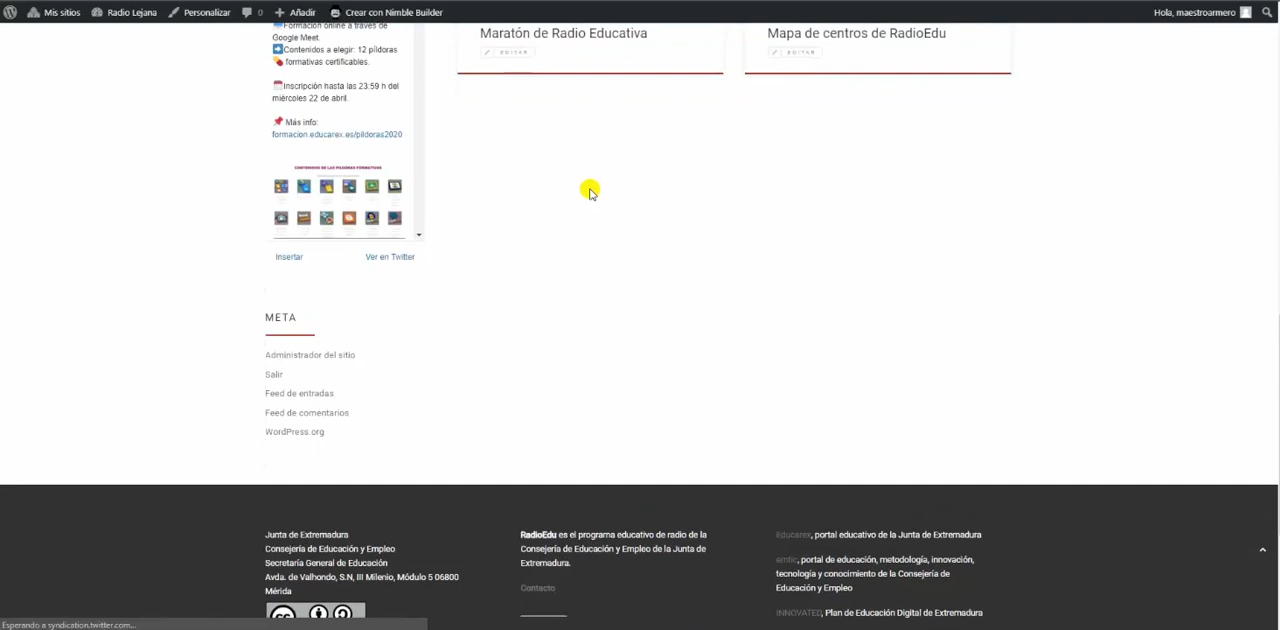 Mis sitios Radio Lejana Personalizar 0 Añadir Crear con Nimble Builder Hola, maestroarmero
Formación online a través de
Google Meet.
Contenidos a elegir: 12 píldoras
formativas certificables.
Inscripción hasta las 23:59 h del
miércoles 22 de abril.
Más info:
formacion.educarex.es/pildoras2020
CONTENIDOS DE LAS PÍLDORAS FORMATIVAS
Insertar Ver en Twitter
Maratón de Radio Educativa
EDITAR
Mapa de centros de RadioEdu
EDITAR
META
Administrador del sitio
Salir
Feed de entradas
Feed de comentarios
WordPress.org
Junta de Extremadura
Consejería de Educación y Empleo
Secretaría General de Educación
Avda. de Valhondo, S.N, III Milenio, Módulo 5 06800
Mérida
RadioEdu es el programa educativo de radio de la
Consejería de Educación y Empleo de la Junta de
Extremadura.
Contacto
Educarex, portal educativo de la Junta de Extremadura
emtic, portal de educación, metodología, innovación,
tecnología y conocimiento de la Consejería de
Educación y Empleo
INNOVATED, Plan de Educación Digital de Extremadura
Esperando a syndication.twitter.com...